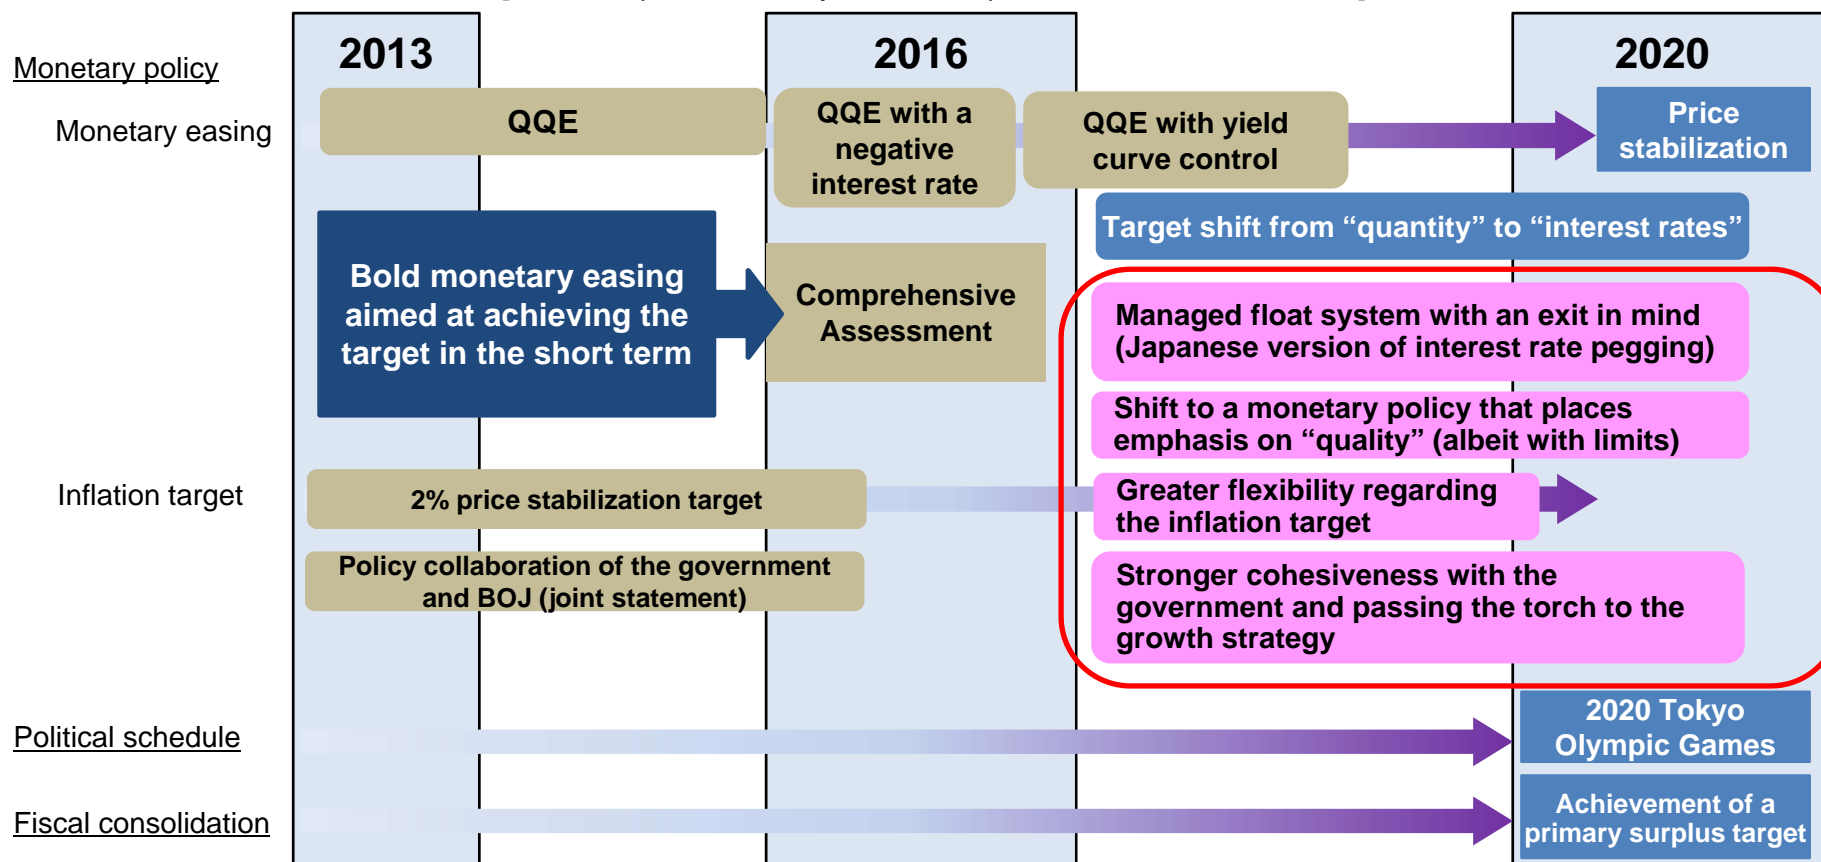 2013
2016
2020
Monetary policy
Monetary easing
QQE
QQE with a
negative
interest rate
QQE with yield
curve control
Price
stabilization
Target shift from “quantity” to “interest rates”
Bold monetary easing
aimed at achieving the
target in the short term
Comprehensive
Assessment
Managed float system with an exit in mind
(Japanese version of interest rate pegging)
Shift to a monetary policy that places
emphasis on “quality” (albeit with limits)
Inflation target
2% price stabilization target
Greater flexibility regarding
the inflation target
Policy collaboration of the government
and BOJ (joint statement)
Stronger cohesiveness with the
government and passing the torch to the
growth strategy
Political schedule
2020 Tokyo
Olympic Games
Fiscal consolidation
Achievement of a
primary surplus target